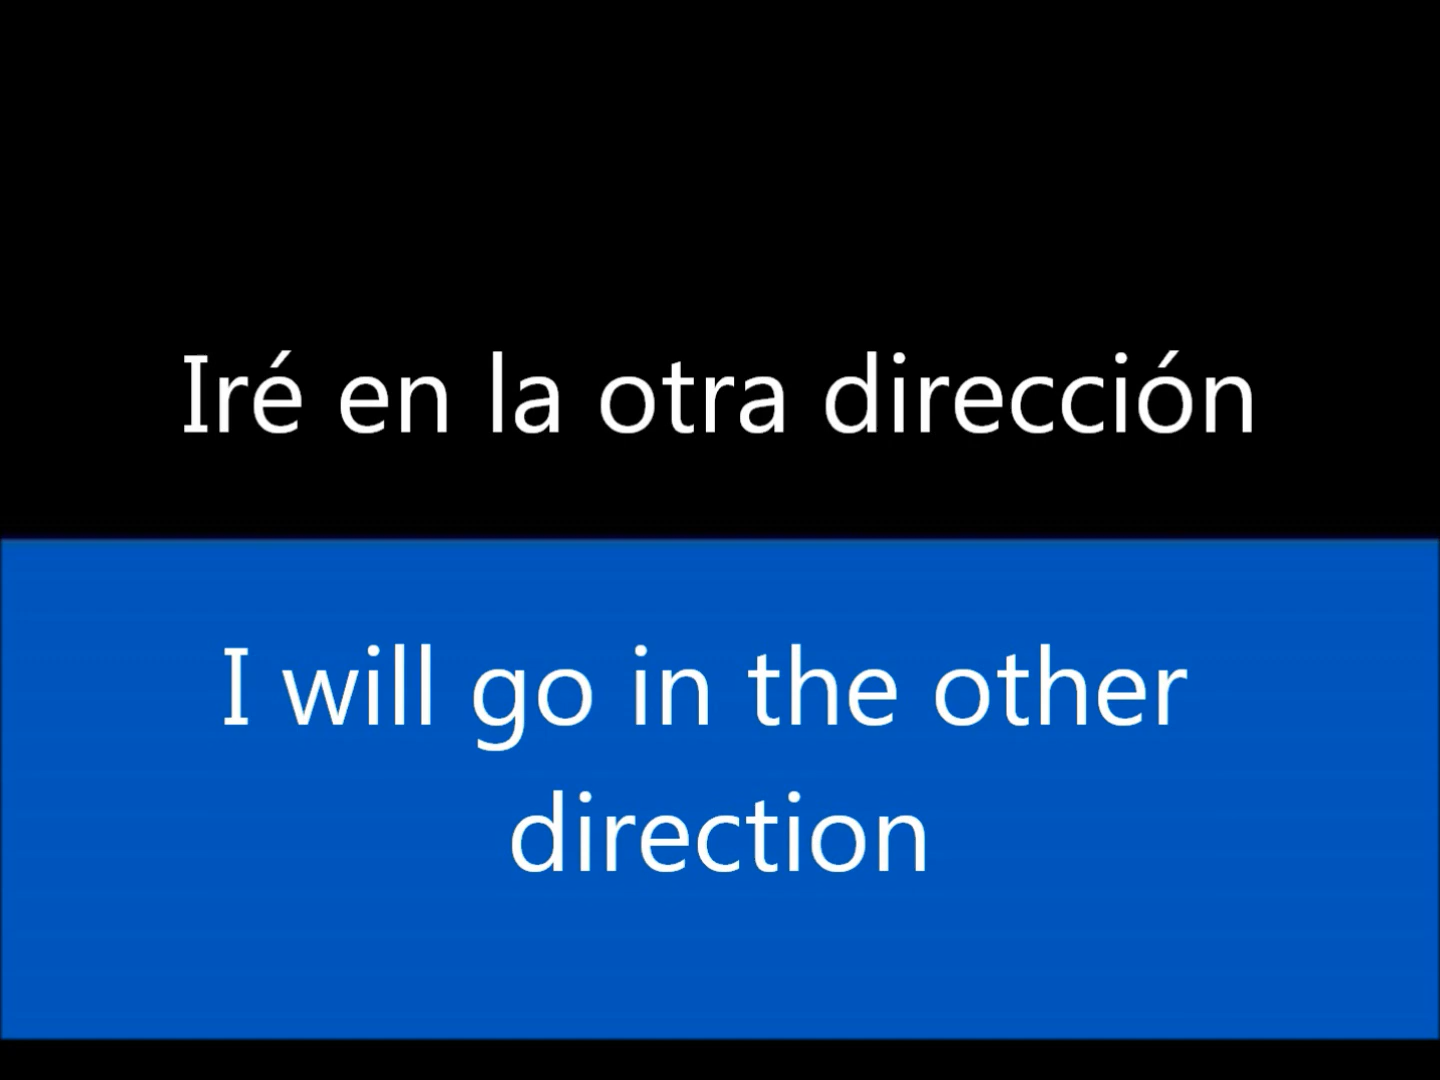 Iré en la otra dirección
I will go in the other
direction